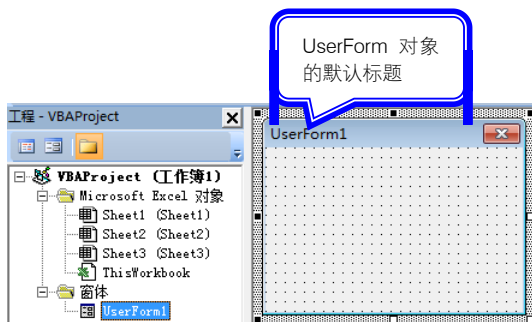 UserForm 对象
的默认标题
工程 - VBAProject
UserForm1
VBAProject (工作簿1)
Microsoft Excel 对象
Sheet1 (Sheet1)
Sheet2 (Sheet2)
Sheet3 (Sheet3)
ThisWorkbook
窗体
UserForm1